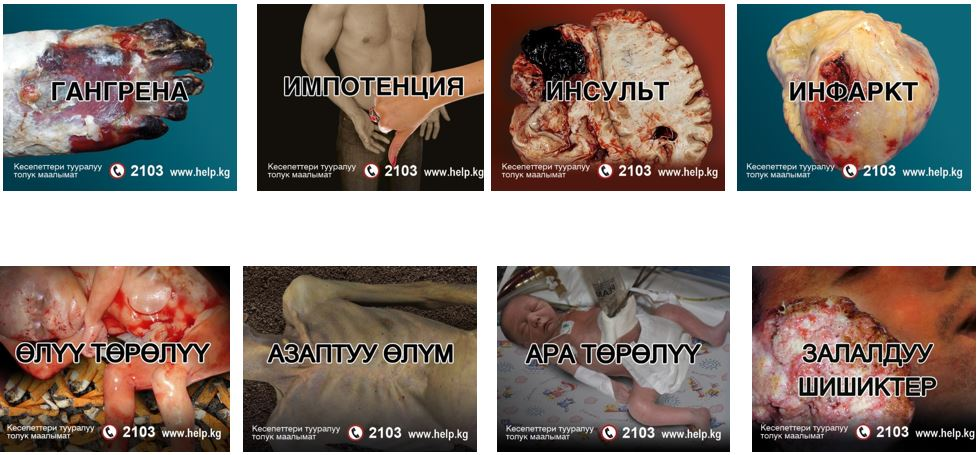 ГАНГРЕНА
Кесепеттери тууралуу
толук маалымат
2103 www.help.kg
ИМПОТЕНЦИЯ
Кесепеттери тууралуу
толук маалымат
2103 www.help.kg
ИНСУЛЬТ
Кесепеттери тууралуу
толук маалымат
2103 www.help.kg
ИНФАРКТ
Кесепеттери тууралуу
толук маалымат
2103 www.help.kg
ӨЛҮҮ ТӨРӨЛҮҮ
Кесепеттери тууралуу
толук маалымат
2103 www.help.kg
АЗАПТУУ ӨЛҮМ
Кесепеттери тууралуу
толук маалымат
2103 www.help.kg
АРА ТӨРӨЛҮҮ
Кесепеттери тууралуу
толук маалымат
2103 www.help.kg
ЗАЛАЛДУУ
ШИШИКТЕР
Кесепеттери тууралуу
толук маалымат
2103 www.help.kg